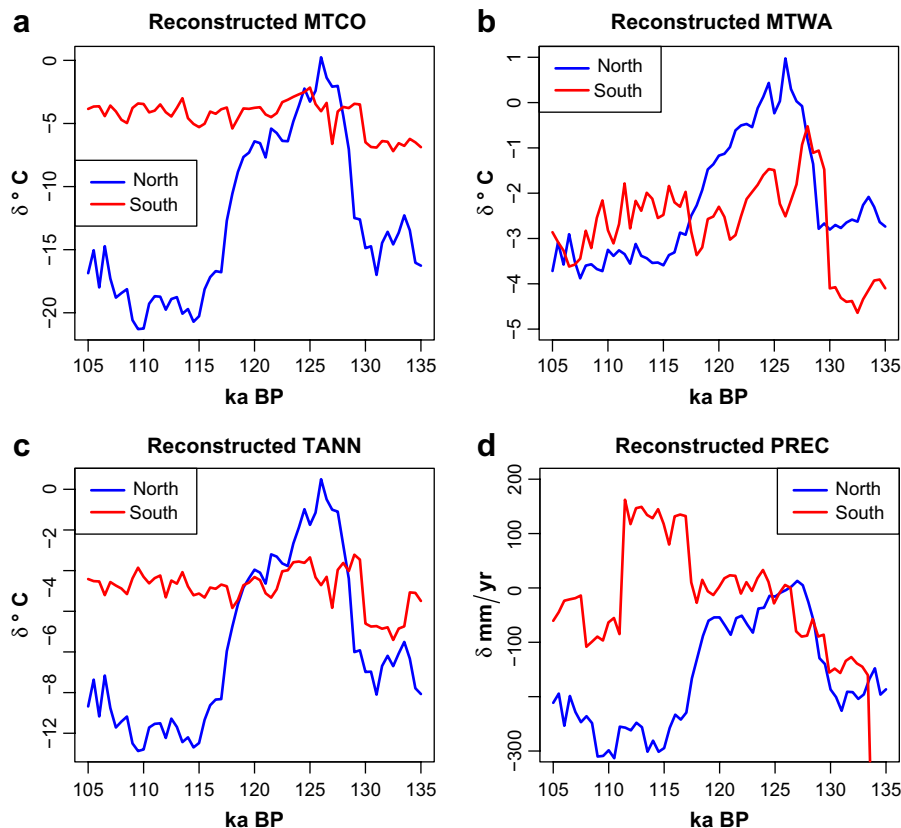 a
Reconstructed MTCO
0
−5
−10
−15
−20
δ ° C
North
South
105 110 115 120 125 130 135
ka BP
b
Reconstructed MTWA
1
0
−1
−2
−3
−4
−5
δ ° C
North
South
105 110 115 120 125 130 135
ka BP
c
Reconstructed TANN
0
−2
−4
−8
−12
δ ° C
North
South
105 110 115 120 125 130 135
ka BP
d
Reconstructed PREC
200
100
0
−100
−300
δ mm/yr
North
South
105 110 115 120 125 130 135
ka BP